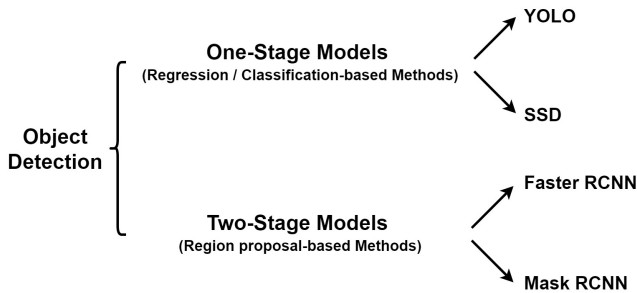 YOLO
One-Stage Models
(Regression / Classification-based Methods)
SSD
Object
Detection
Faster RCNN
Two-Stage Models
(Region proposal-based Methods)
Mask RCNN